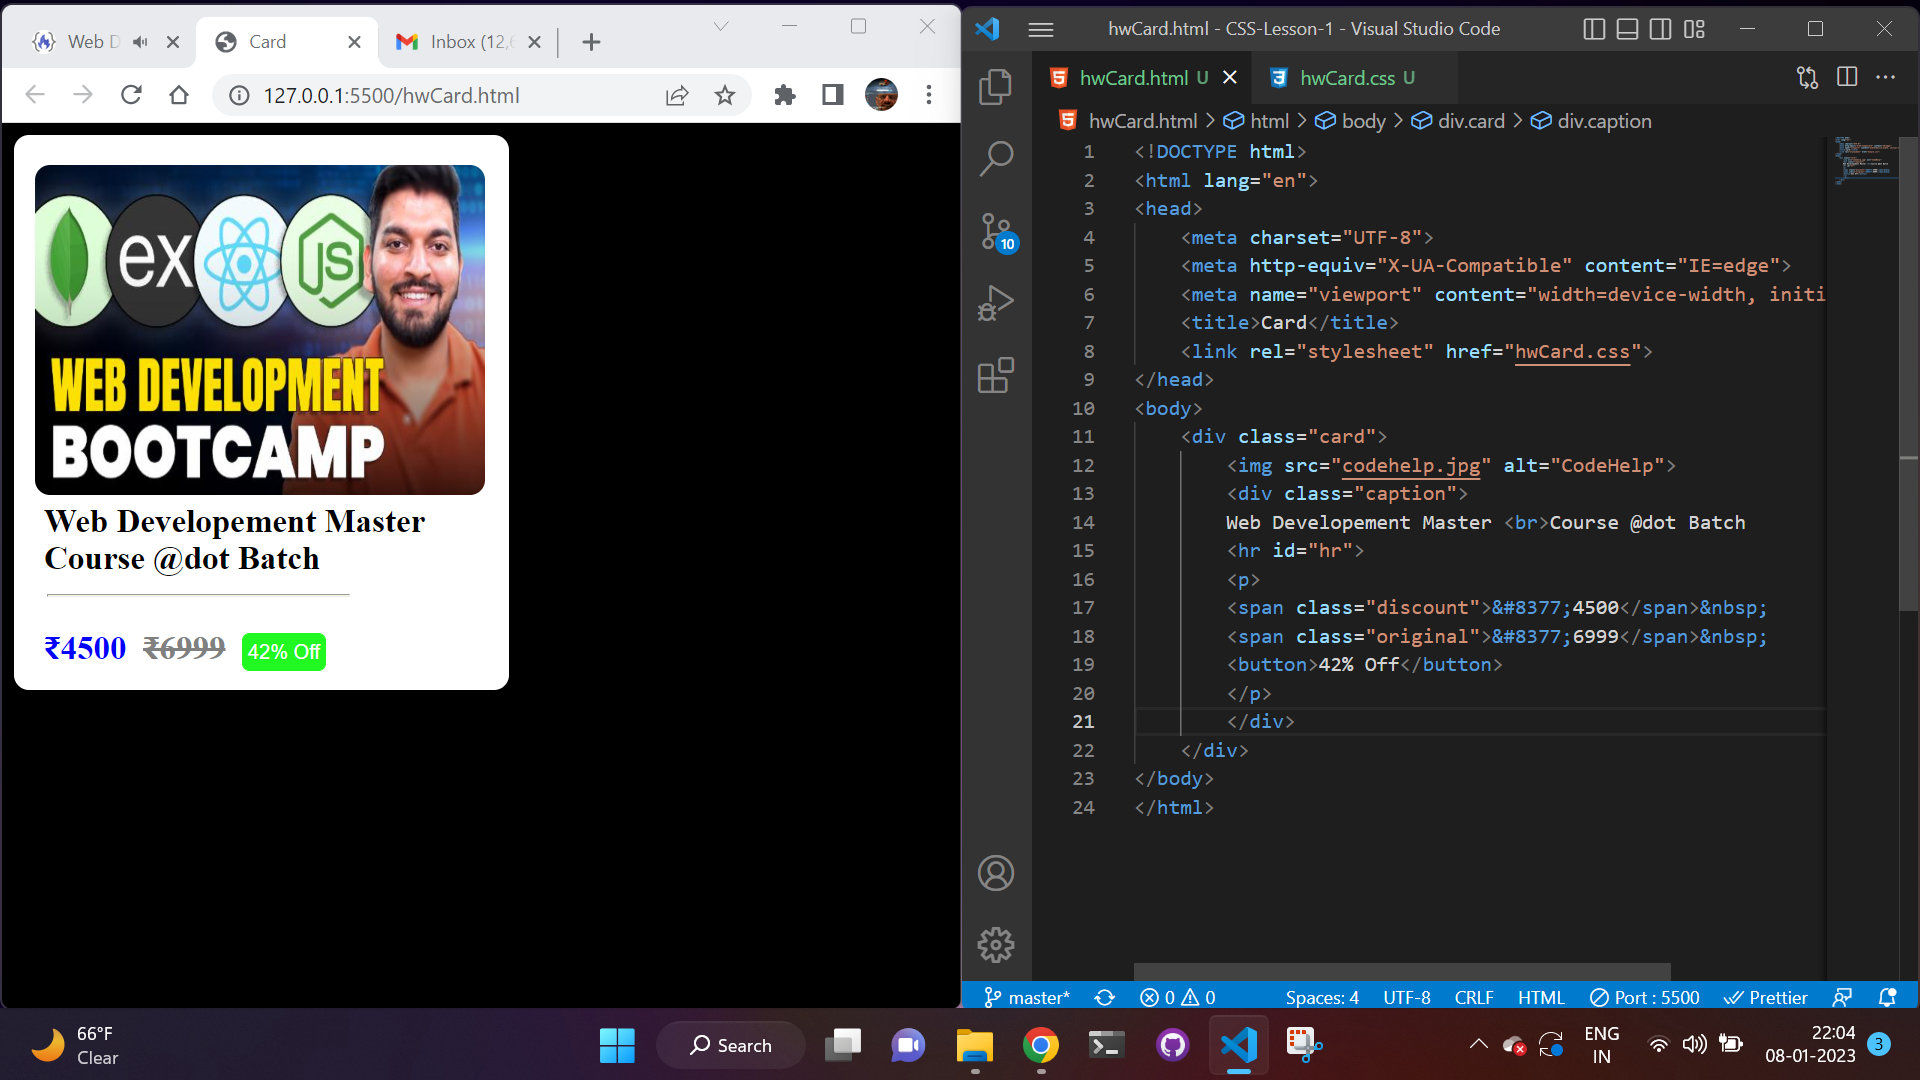 Web D
Card
Inbox (12,6
127.0.0.1:5500/hwCard.html
ex
JS
WEB DEVELOPMENT
BOOTCAMP
Web Developement Master
Course @dot Batch
₹4500 ₹6999 42% Off
hwCard.html - CSS-Lesson-1 - Visual Studio Code
hwCard.html U
hwCard.css U
hwCard.html > html > body > div.card > div.caption
10
1 <!DOCTYPE html>
2 <html lang="en">
3 <head>
4 <meta charset="UTF-8">
5 <meta http-equiv="X-UA-Compatible" content="IE=edge">
6 <meta name="viewport" content="width=device-width, initi
7 <title>Card</title>
8 <link rel="stylesheet" href="hwCard.css">
9 </head>
10 <body>
11 <div class="card">
12 <img src="codehelp.jpg" alt="CodeHelp">
13 <div class="caption">
14 Web Developement Master <br>Course @dot Batch
15 <hr id="hr">
16 <p>
17 <span class="discount">&#8377;4500</span>&nbsp;
18 <span class="original">&#8377;6999</span>&nbsp;
19 <button>42% Off</button>
20 </p>
21 </div>
22 </div>
23 </body>
24 </html>
master* 0 0 Spaces: 4 UTF-8 CRLF HTML Port : 5500 Prettier
66°F
Clear
Search
ENG
IN
22:04
08-01-2023
3